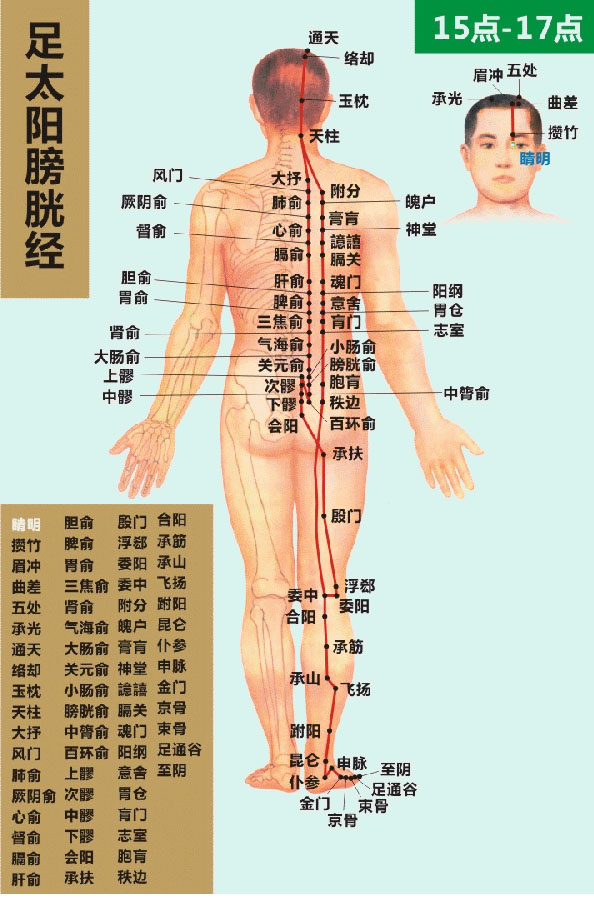 足太阳膀胱经
15点-17点
通天
络却
玉枕
天柱
眉冲
五处
承光
曲差
攒竹
睛明
风门
大抒
附分
厥阴俞
肺俞
魄户
督俞
心俞
膏肓
神堂
膈俞
譩譆
膈关
胆俞
肝俞
魂门
阳纲
胃俞
脾俞
意舍
胃仓
三焦俞
肓门
志室
肾俞
气海俞
小肠俞
大肠俞
关元俞
膀胱俞
上髎
次髎
胞肓
中髎
下髎
秩边
中膂俞
会阳
百环俞
承扶
殷门
浮郄
委中
委阳
合阳
承筋
承山
飞扬
跗阳
昆仑
申脉
至阴
仆参
足通谷
金门
束骨
京骨
睛明 胆俞 殷门 合阳
攒竹 脾俞 浮郄 承筋
眉冲 胃俞 委阳 承山
曲差 三焦俞 委中 飞扬
五处 肾俞 附分 跗阳
承光 气海俞 魄户 昆仑
通天 大肠俞 膏肓 仆参
络却 关元俞 神堂 申脉
玉枕 小肠俞 譩譆 金门
天柱 膀胱俞 膈关 京骨
大抒 中膂俞 魂门 束骨
风门 百环俞 阳纲 足通谷
肺俞 上髎 意舍 至阴
厥阴俞 次髎 胃仓
心俞 中髎 肓门
督俞 下髎 志室
膈俞 会阳 胞肓
肝俞 承扶 秩边